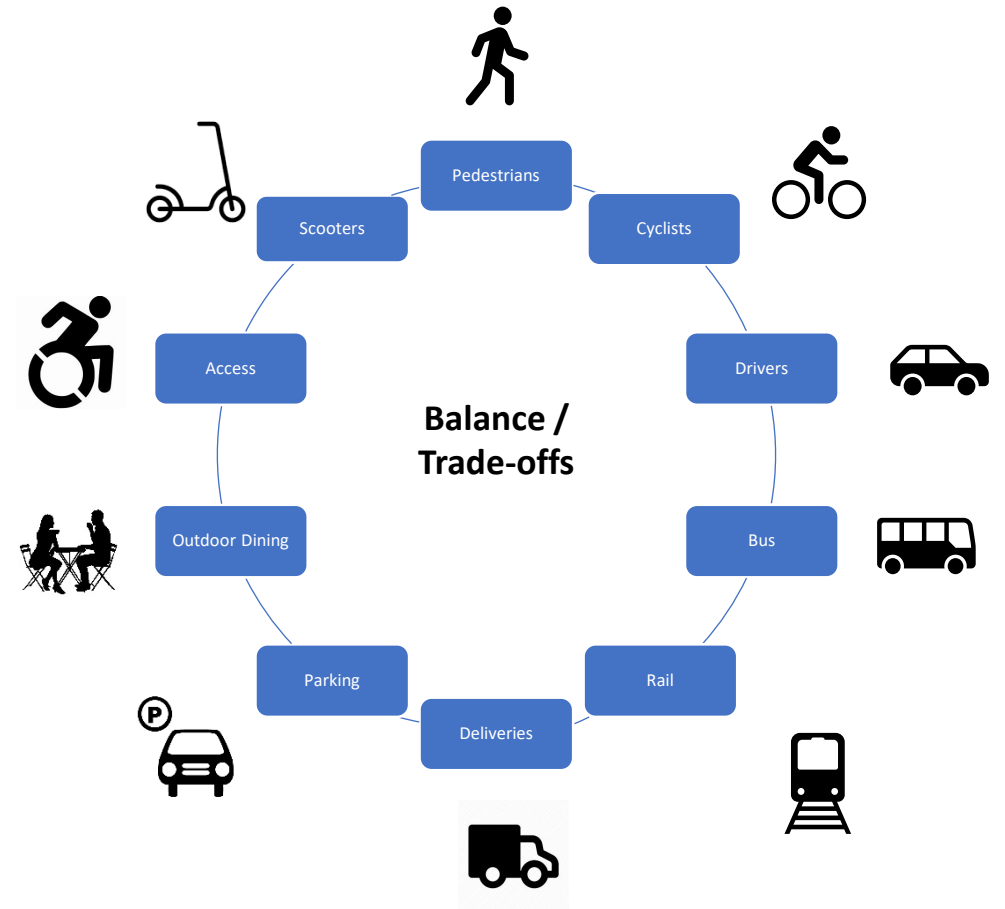 Pedestrians
Cyclists
Drivers
Bus
Rail
Deliveries
Parking
P
Outdoor Dining
Access
Scooters
Balance /
Trade-offs